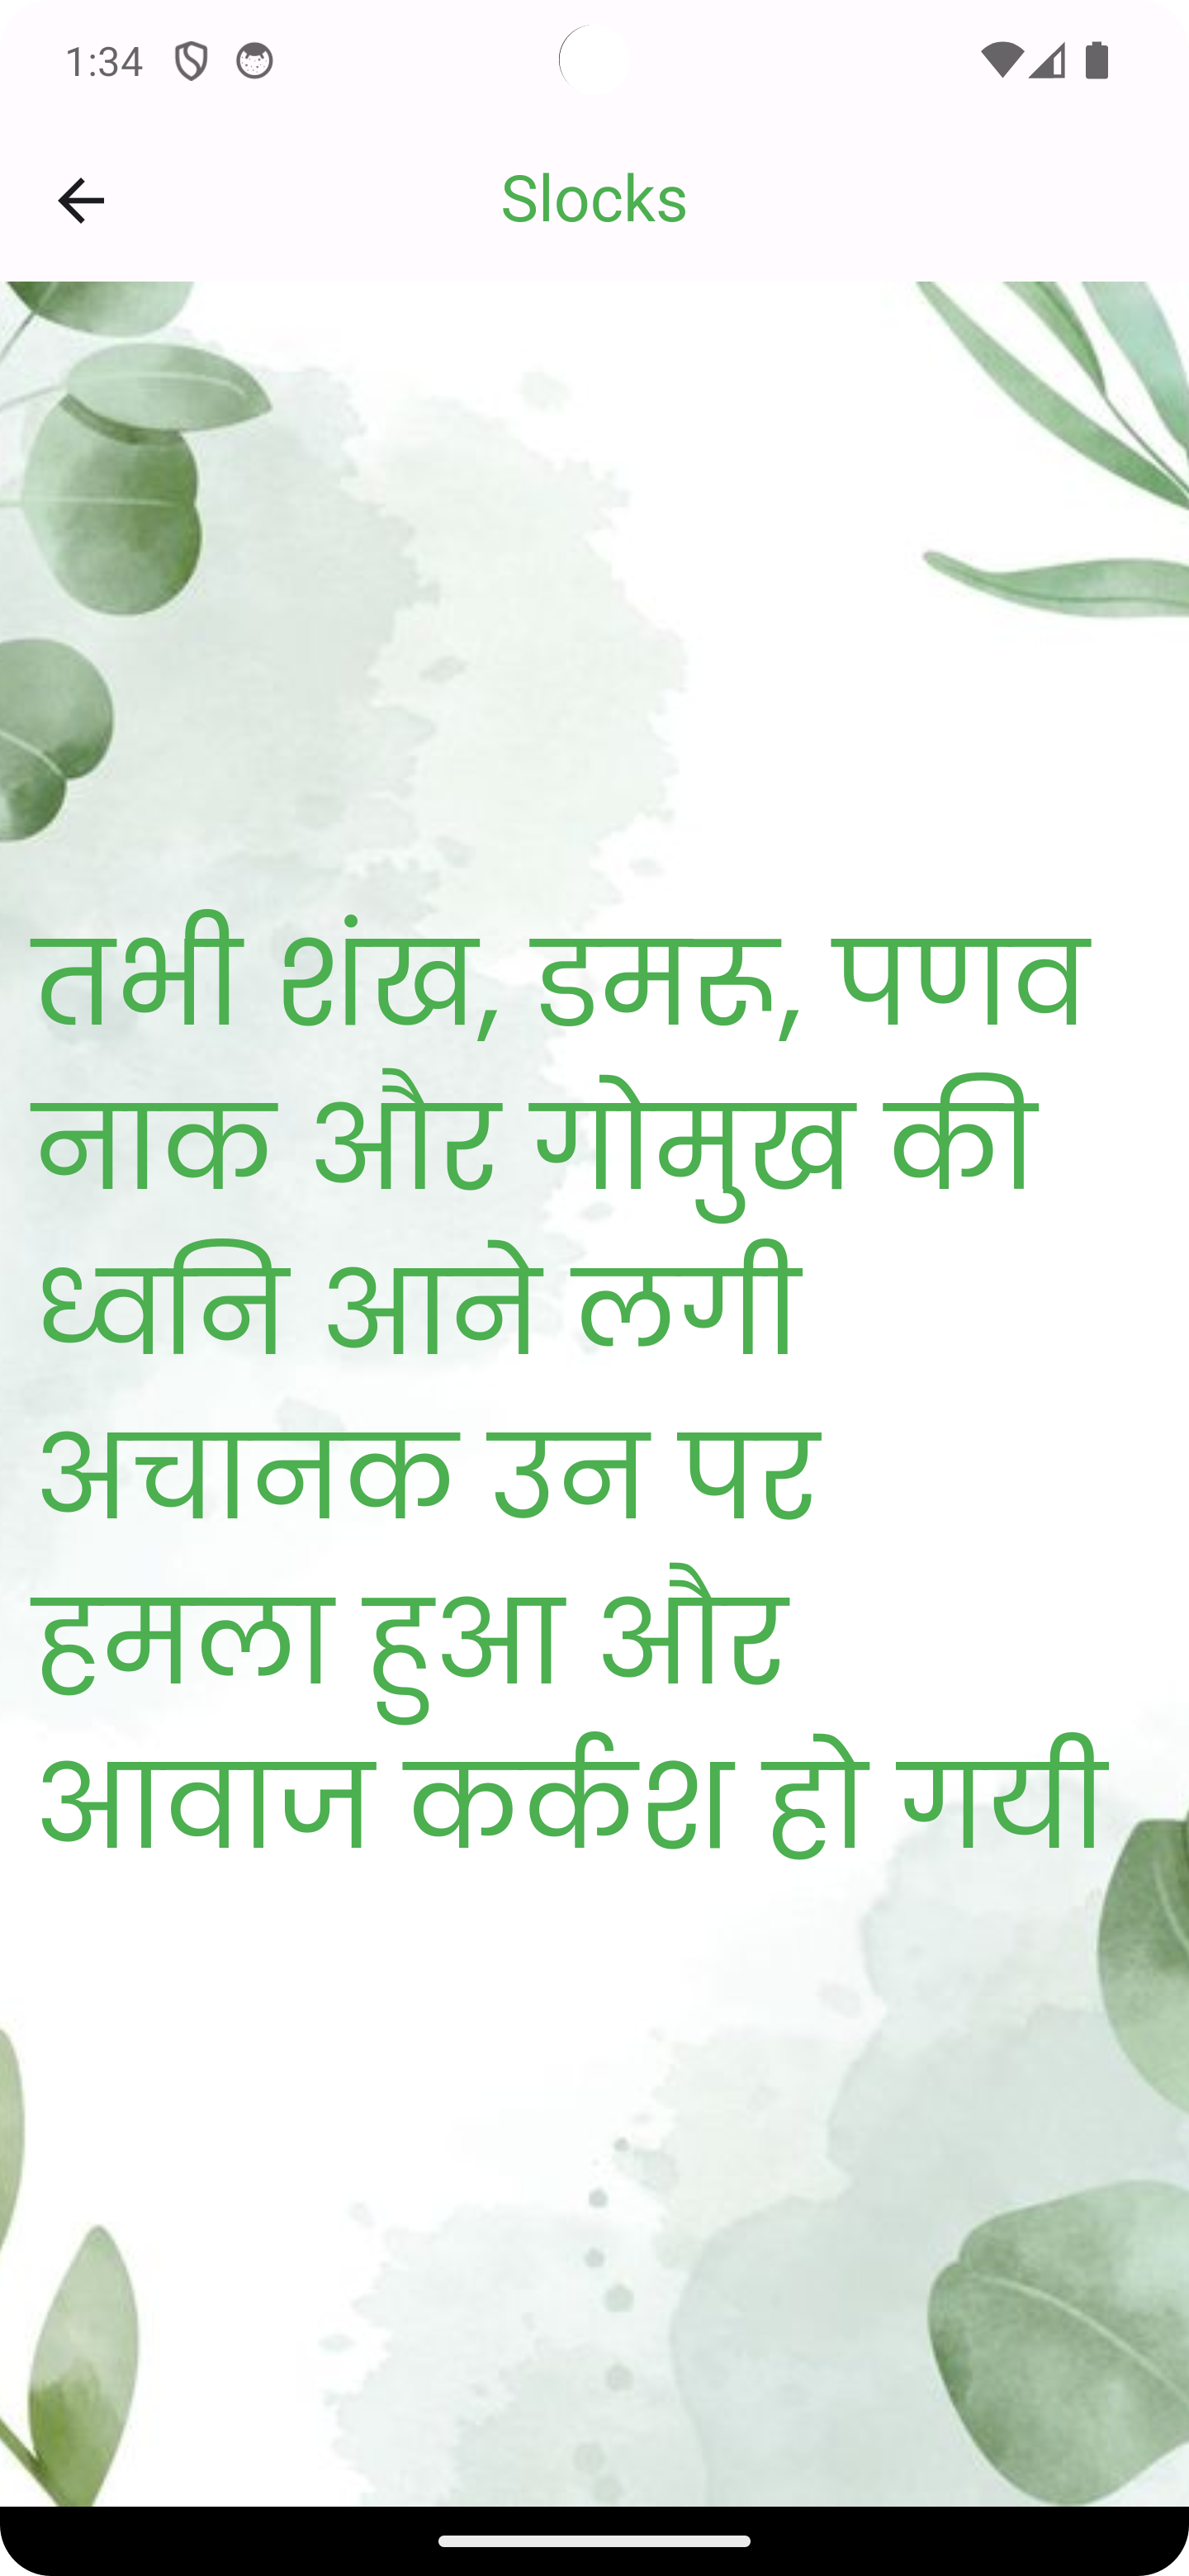 1:34
Slocks
तभी शंख, डमरू, पणव
नाक और गोमुख की
ध्वनि आने लगी
अचानक उन पर
हमला हुआ और
आवाज कर्कश हो गयी